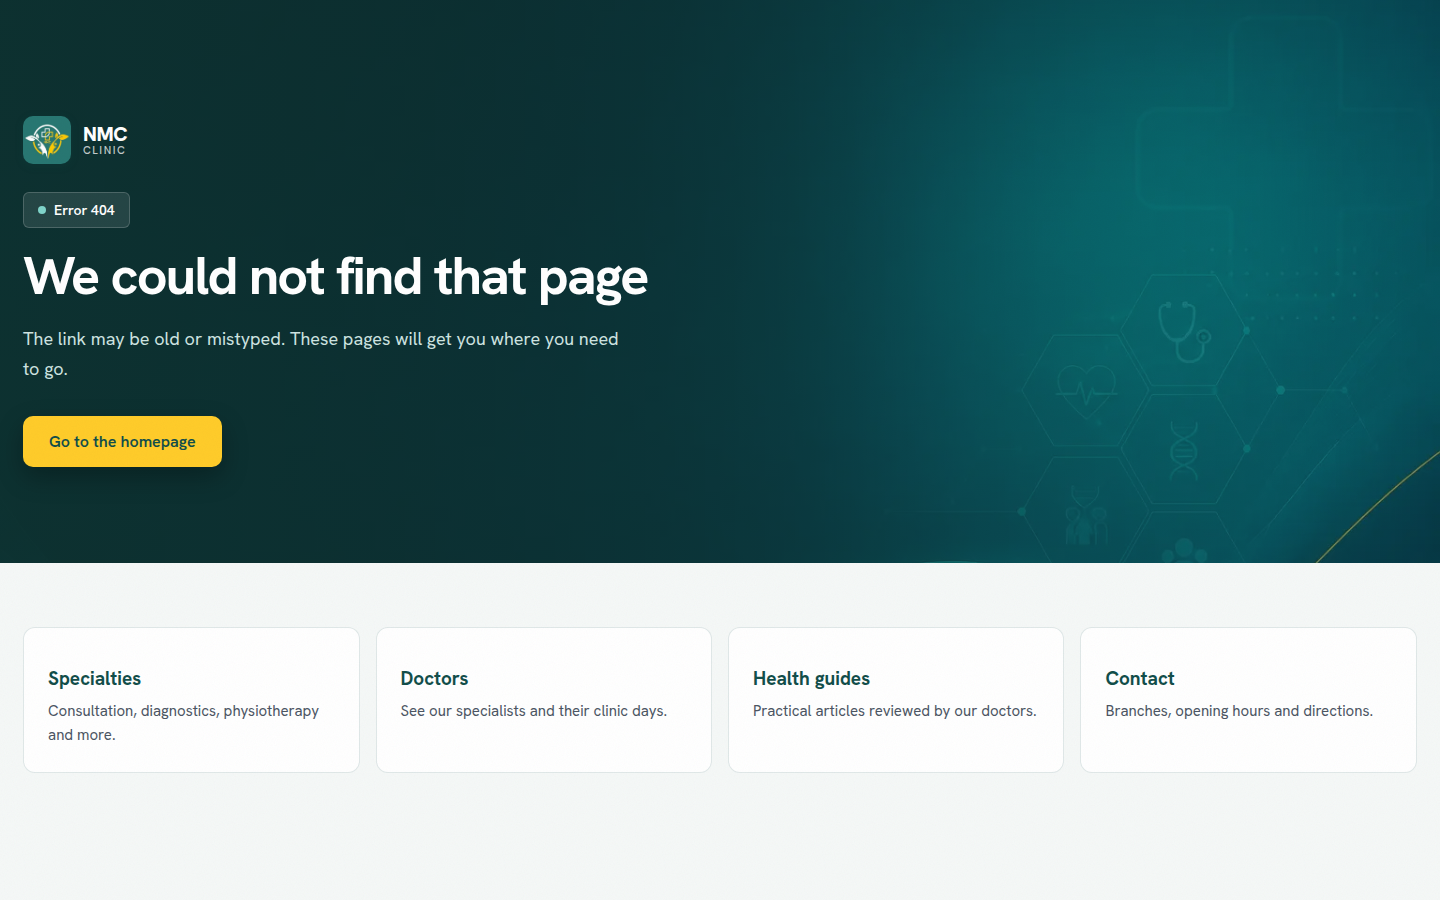 NMC
CLINIC
Error 404
We could not find that page
The link may be old or mistyped. These pages will get you where you need
to go.
Go to the homepage
Specialties
Consultation, diagnostics, physiotherapy
and more.
Doctors
See our specialists and their clinic days.
Health guides
Practical articles reviewed by our doctors.
Contact
Branches, opening hours and directions.